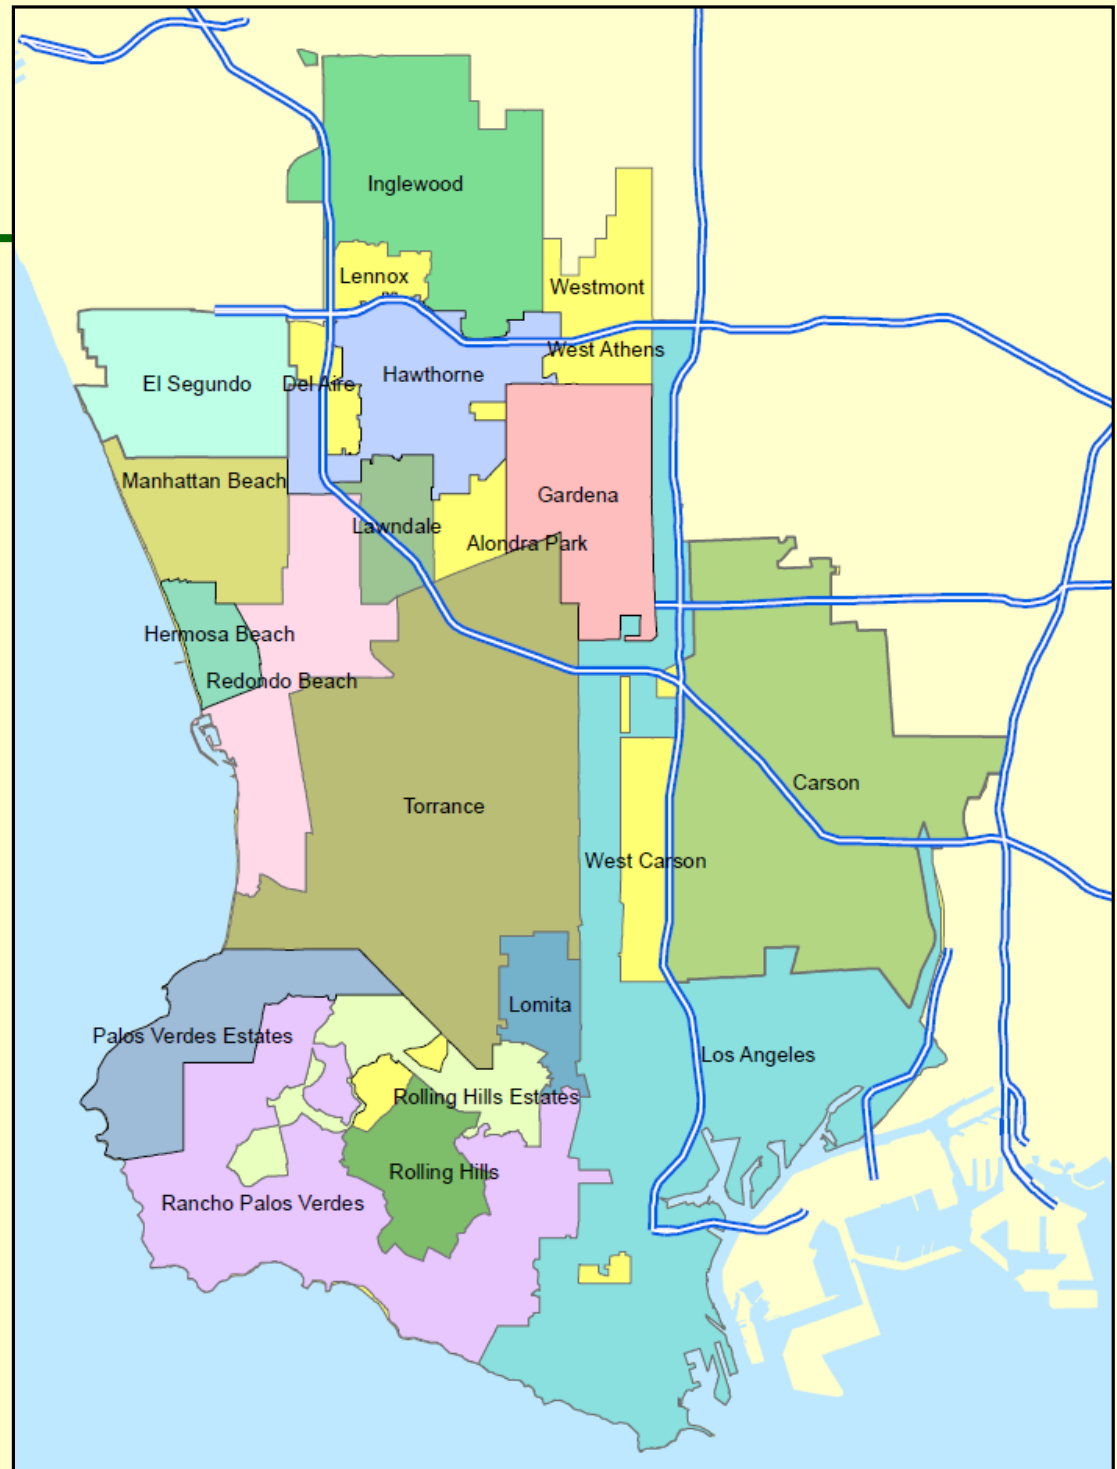 Inglewood
Lennox
Westmont
West Athens
El Segundo
Del Aire
Hawthorne
Manhattan Beach
Gardena
Lawndale
Alondra Park
Hermosa Beach
Redondo Beach
Carson
Torrance
West Carson
Lomita
Palos Verdes Estates
Los Angeles
Rolling Hills Estates
Rolling Hills
Rancho Palos Verdes